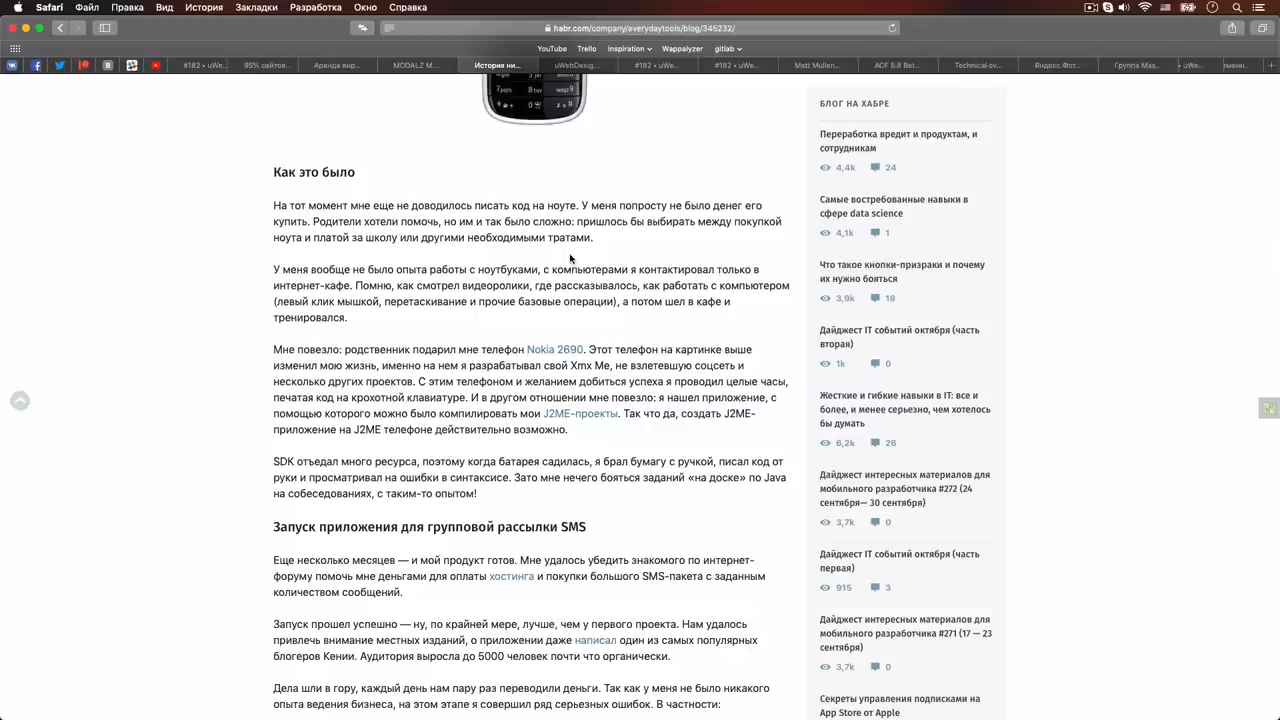 Safari Файл Правка Вид История Закладки Разработка Окно Справка
habr.com/company/everydaytools/blog/345232/
YouTube Trello inspiration Wappalyzer gitlab
#182 • uWe... 95% сайтов... Аренда вир... MODALZ M... История ни... uWebDesig... #182 • uWe... #182 • uWe... Matt Mullen... ACF 5.8 Bet... Technical ov... Яндекс.Фот... Группа Mas...
Как это было
На тот момент мне еще не доводилось писать код на ноуте. У меня попросту не было денег его
купить. Родители хотели помочь, но им и так было сложно: пришлось бы выбирать между покупкой
ноута и платой за школу или другими необходимыми тратами.
У меня вообще не было опыта работы с ноутбуками, с компьютерами я контактировал только в
интернет-кафе. Помню, как смотрел видеоролики, где рассказывалось, как работать с компьютером
(левый клик мышкой, перетаскивание и прочие базовые операции), а потом шел в кафе и
тренировался.
Мне повезло: родственник подарил мне телефон Nokia 2690. Этот телефон на картинке выше
изменил мою жизнь, именно на нем я разрабатывал свой Xmx Me, не взлетевшую соцсеть и
несколько других проектов. С этим телефоном и желанием добиться успеха я проводил целые часы,
печатая код на крохотной клавиатуре. И в другом отношении мне повезло: я нашел приложение, с
помощью которого можно было компилировать мои J2ME-проекты. Так что да, создать J2ME-
приложение на J2ME телефоне действительно возможно.
SDK отъедал много ресурса, поэтому когда батарея садилась, я брал бумагу с ручкой, писал код от
руки и просматривал на ошибки в синтаксисе. Зато мне нечего бояться заданий «на доске» по Java
на собеседованиях, с таким-то опытом!
Запуск приложения для групповой рассылки SMS
Еще несколько месяцев — и мой продукт готов. Мне удалось убедить знакомого по интернет-
форуму помочь мне деньгами для оплаты хостинга и покупки большого SMS-пакета с заданным
количеством сообщений.
Запуск прошел успешно — ну, по крайней мере, лучше, чем у первого проекта. Нам удалось
привлечь внимание местных изданий, о приложении даже написал один из самых популярных
блогеров Кении. Аудитория выросла до 5000 человек почти что органически.
Дела шли в гору, каждый день нам пару раз переводили деньги. Так как у меня не было никакого
опыта ведения бизнеса, на этом этапе я совершил ряд серьезных ошибок. В частности:
БЛОГ НА ХАБРЕ
Переработка вредит и продуктам, и
сотрудникам
4,4k 24
Самые востребованные навыки в
сфере data science
4,1k 1
Что такое кнопки-призраки и почему
их нужно бояться
3,9k 18
Дайджест IT событий октября (часть
вторая)
1k 0
Жесткие и гибкие навыки в IT: все и
более, и менее серьезно, чем хотелось
бы думать
6,2k 26
Дайджест интересных материалов для
мобильного разработчика #272 (24
сентября— 30 сентября)
3,7k 0
Дайджест IT событий октября (часть
первая)
915 3
Дайджест интересных материалов для
мобильного разработчика #271 (17 — 23
сентября)
3,7k 0
Секреты управления подписками на
App Store от Apple